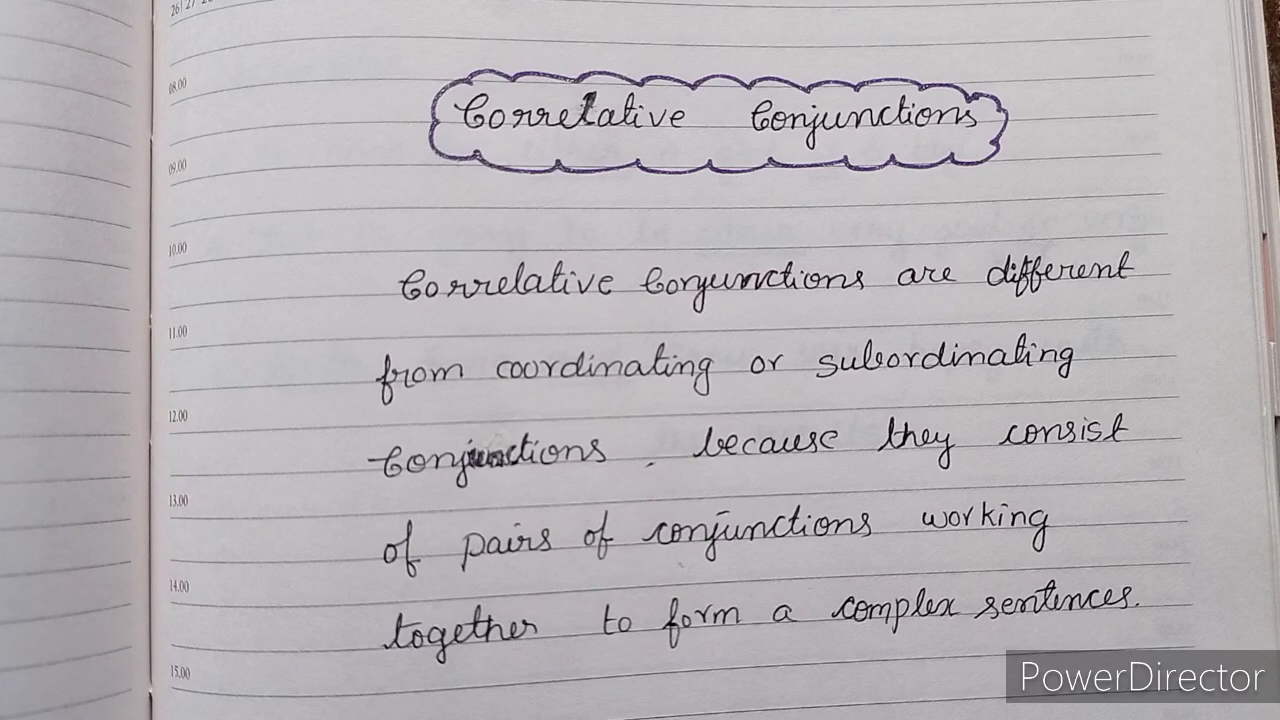 26 27
08.00
Correlative Conjunctions
09.00
10.00
Correlative Conjunctions are different
11.00
from coordinating or subordinating
12.00
Conjunctions, because they consist
13.00
of pairs of conjunctions working
14.00
together to form a complex sentences.
15.00
PowerDirector